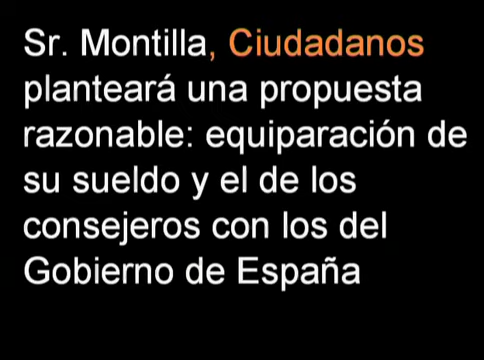 Sr. Montilla, Ciudadanos
planteará una propuesta
razonable: equiparación de
su sueldo y el de los
consejeros con los del
Gobierno de España